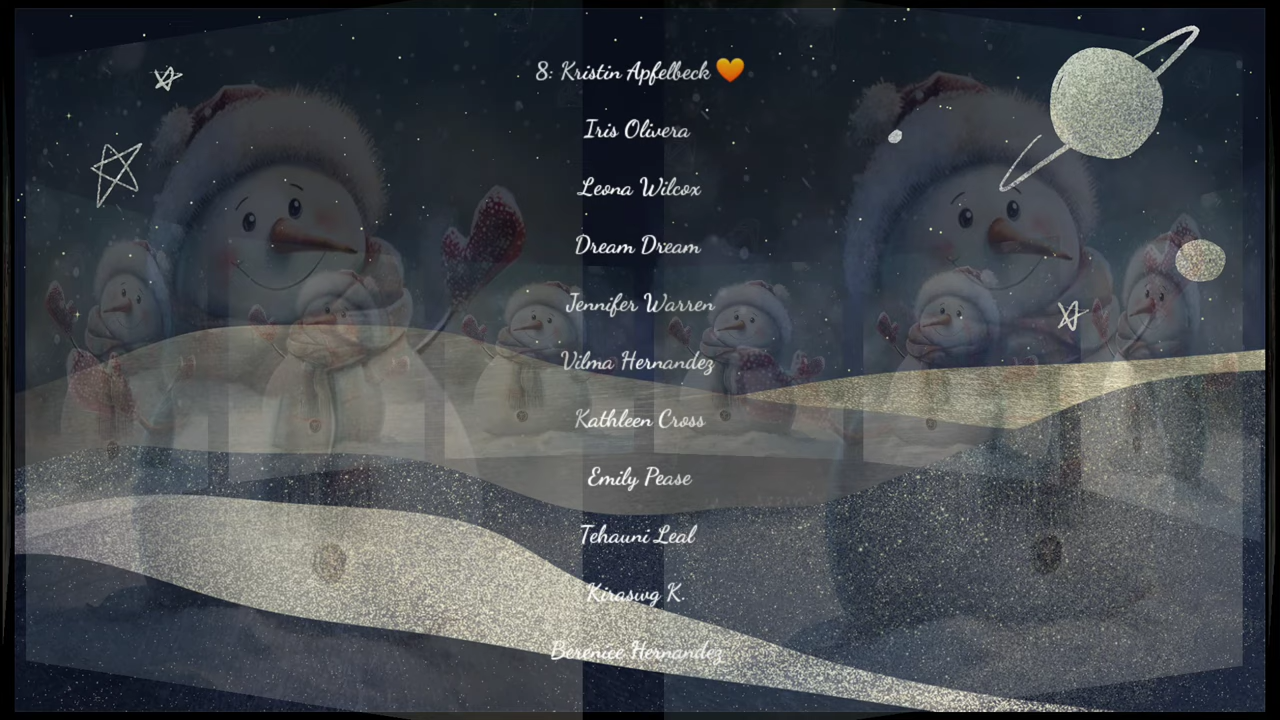 8: Kristin Apfelbeck 🧡
Iris Olivera
Leona Wilcox
Dream Dream
Jennifer Warren
Vilma Hernandez
Kathleen Cross
Emily Pease
Tehauni Leal
Kiraswg K.
Berenice Hernandez